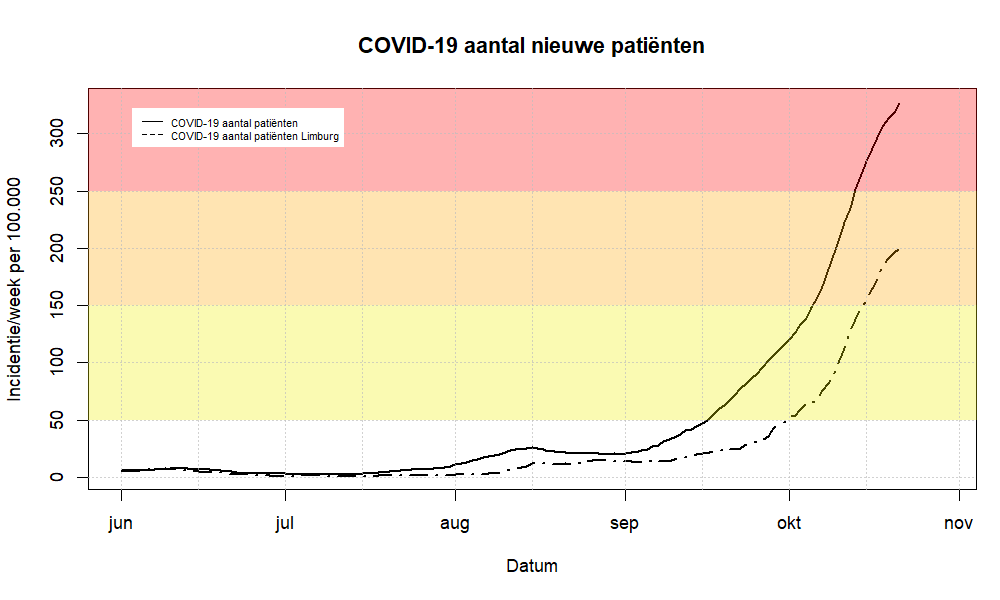 COVID-19 aantal nieuwe patiënten
COVID-19 aantal patiënten
COVID-19 aantal patiënten Limburg
Incidentie/week per 100.000
300
250
200
150
100
50
0
jun jul aug sep okt nov
Datum